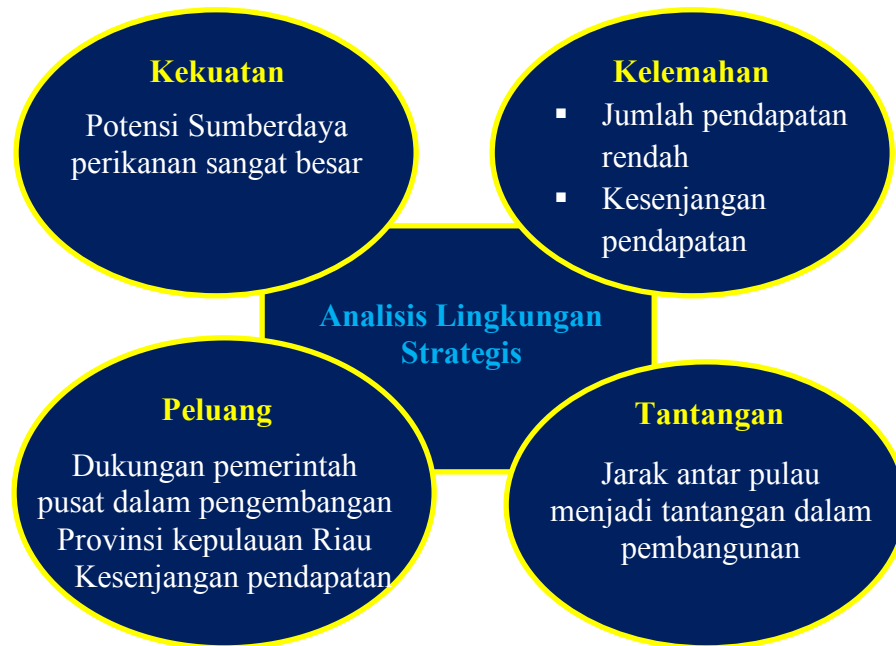 Kekuatan
Potensi Sumberdaya
perikanan sangat besar
Kelemahan
▪ Jumlah pendapatan
rendah
▪ Kesenjangan
pendapatan
Analisis Lingkungan
Strategis
Peluang
Dukungan pemerintah
pusat dalam pengembangan
Provinsi kepulauan Riau
Kesenjangan pendapatan
Tantangan
Jarak antar pulau
menjadi tantangan dalam
pembangunan